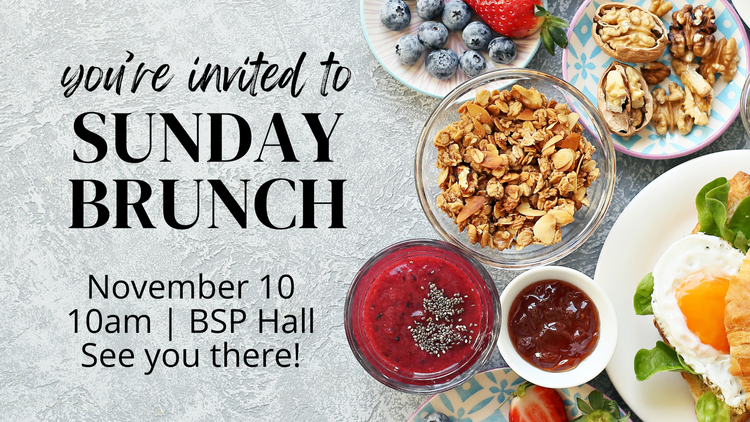 you're invited to
SUNDAY
BRUNCH
November 10
10am | BSP Hall
See you there!